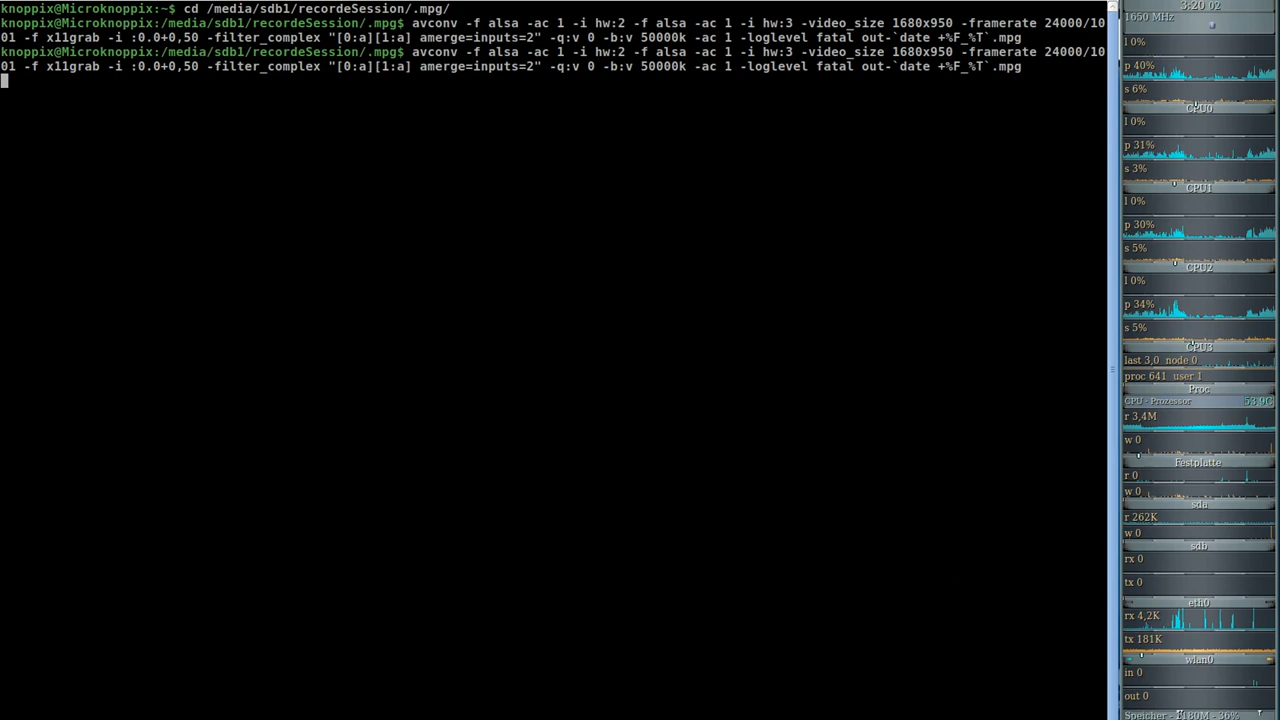 knoppix@Microknoppix:~$ cd /media/sdb1/recordeSession/.mpg/
knoppix@Microknoppix:/media/sdb1/recordeSession/.mpg$ avconv -f alsa -ac 1 -i hw:2 -f alsa -ac 1 -i hw:3 -video_size 1680x950 -framerate 24000/10
01 -f x11grab -i :0.0+0,50 -filter_complex "[0:a][1:a] amerge=inputs=2" -q:v 0 -b:v 50000k -ac 1 -loglevel fatal out-`date +%F_%T`.mpg
knoppix@Microknoppix:/media/sdb1/recordeSession/.mpg$ avconv -f alsa -ac 1 -i hw:2 -f alsa -ac 1 -i hw:3 -video_size 1680x950 -framerate 24000/10
01 -f x11grab -i :0.0+0,50 -filter_complex "[0:a][1:a] amerge=inputs=2" -q:v 0 -b:v 50000k -ac 1 -loglevel fatal out-`date +%F_%T`.mpg
3:20 02
1650 MHz
l 0%
p 40%
s 6%
CPU0
l 0%
p 31%
s 3%
CPU1
l 0%
p 30%
s 5%
CPU2
l 0%
p 34%
s 5%
CPU3
last 3,0 node 0
proc 641 user 1
Proc
CPU - Prozessor 53,9C
r 3,4M
w 0
Festplatte
r 0
w 0
sda
r 262K
w 0
sdb
rx 0
tx 0
eth0
rx 4,2K
tx 181K
wlan0
in 0
out 0
Speicher - 1180M - 36%